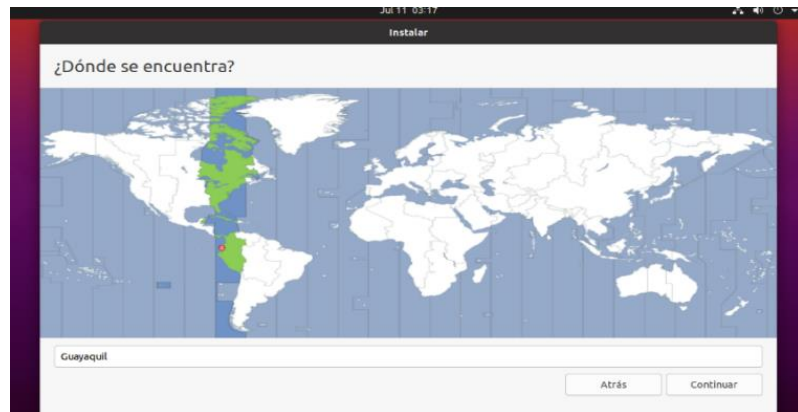 Jul 11 03:17
Instalar
¿Dónde se encuentra?
Guayaquil
Atrás
Continuar